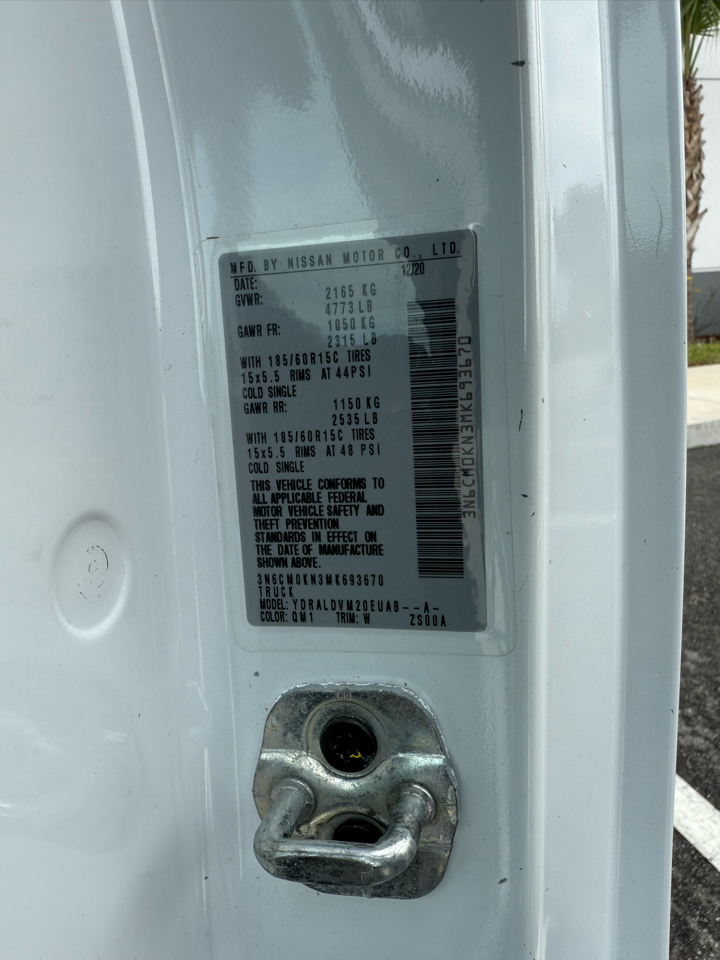 MFD. BY NISSAN MOTOR CO., LTD.
DATE: 12/20
GVWR: 2165 KG
4773 LB
GAWR FR: 1050 KG
2315 LB
WITH 185/60R15C TIRES
15x5.5 RIMS AT 44PSI
COLD SINGLE
GAWR RR: 1150 KG
2535 LB
WITH 185/60R15C TIRES
15x5.5 RIMS AT 48 PSI
COLD SINGLE
THIS VEHICLE CONFORMS TO
ALL APPLICABLE FEDERAL
MOTOR VEHICLE SAFETY AND
THEFT PREVENTION
STANDARDS IN EFFECT ON
THE DATE OF MANUFACTURE
SHOWN ABOVE.
3N6CM0KN3MK693670
TRUCK
MODEL: YDRALDVM20EUAB--A-
COLOR: QM1 TRIM: W ZS00A
3N6CM0KN3MK693670